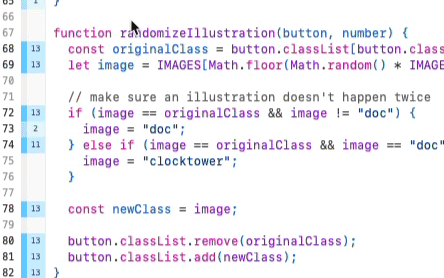 65 1 }
66
67 function randomizeIllustration(button, number) {
68 13 const originalClass = button.classList[button.class
69 13 let image = IMAGES[Math.floor(Math.random() * IMAGE
70
71 // make sure an illustration doesn't happen twice
72 13 if (image == originalClass && image != "doc") {
73 2 image = "doc";
74 11 } else if (image == originalClass && image == "doc"
75 image = "clocktower";
76 }
77
78 13 const newClass = image;
79
80 13 button.classList.remove(originalClass);
81 13 button.classList.add(newClass);
82 13 }